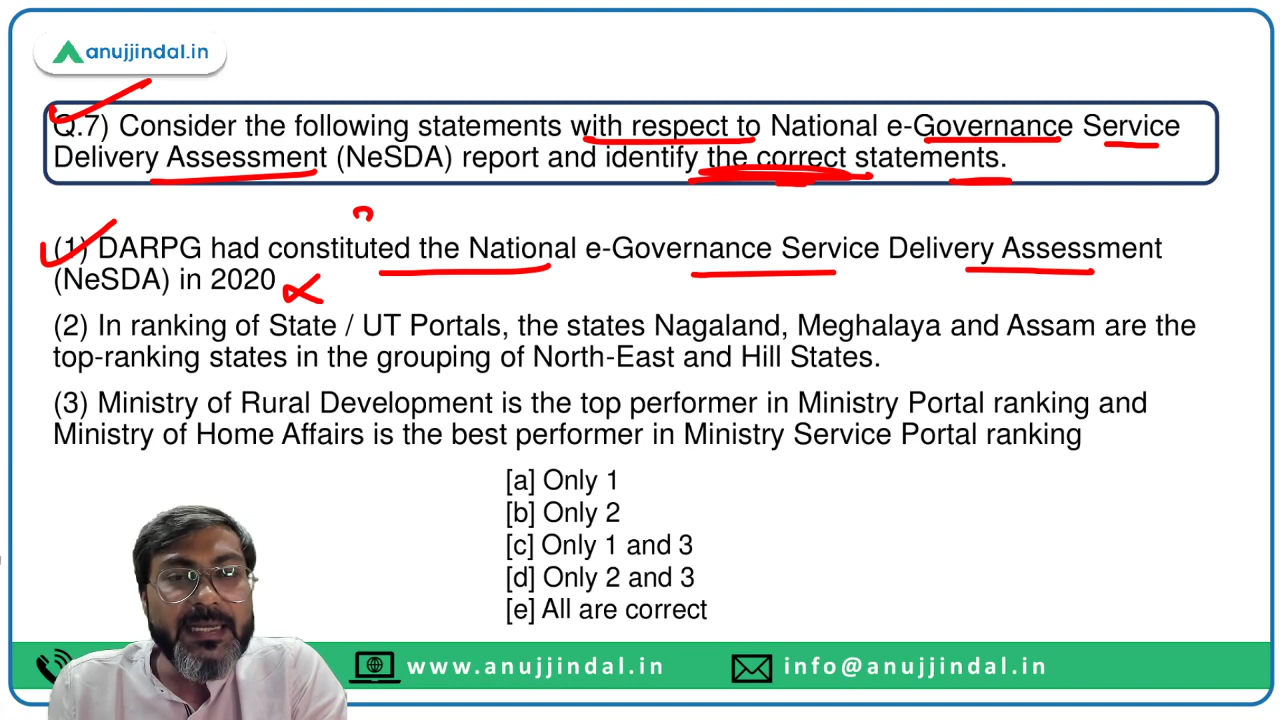 anujjindal.in
Q.7) Consider the following statements with respect to National e-Governance Service
Delivery Assessment (NeSDA) report and identify the correct statements.
(1) DARPG had constituted the National e-Governance Service Delivery Assessment
(NeSDA) in 2020
(2) In ranking of State / UT Portals, the states Nagaland, Meghalaya and Assam are the
top-ranking states in the grouping of North-East and Hill States.
(3) Ministry of Rural Development is the top performer in Ministry Portal ranking and
Ministry of Home Affairs is the best performer in Ministry Service Portal ranking
[a] Only 1
[b] Only 2
[c] Only 1 and 3
[d] Only 2 and 3
[e] All are correct
www.anujjindal.in
info@anujjindal.in